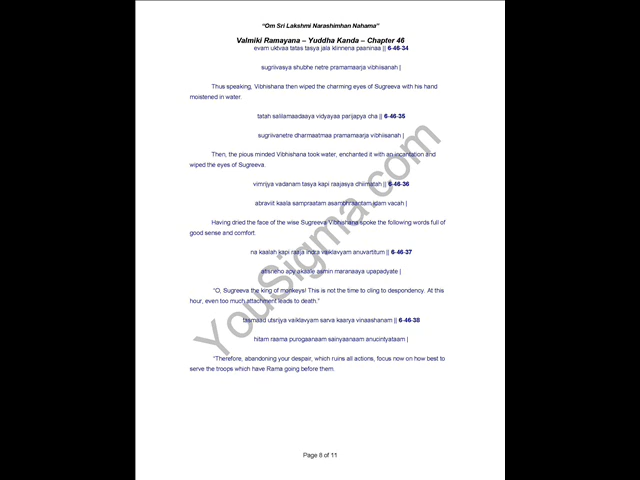 “Om Sri Lakshmi Narashimhan Nahama”
Valmiki Ramayana – Yuddha Kanda – Chapter 46
evam uktvaa tatas tasya jala klinnena paaninaa || 6-46-34
sugriivasya shubhe netre pramamaarja vibhiisanah |
Thus speaking, Vibhishana then wiped the charming eyes of Sugreeva with his hand
moistened in water.
tatah salilamaadaaya vidyayaa parijapya cha || 6-46-35
sugriivanetre dharmaatmaa pramamaarja vibhiisanah |
Then, the pious minded Vibhishana took water, enchanted it with an incantation and
wiped the eyes of Sugreeva.
vimrijya vadanam tasya kapi raajasya dhiimatah || 6-46-36
abraviit kaala sampraatam asambhraantam idam vacah |
Having dried the face of the wise Sugreeva Vibhishana spoke the following words full of
good sense and comfort.
na kaalah kapi raaja indra vaiklavyam anuvartitum || 6-46-37
atisneho apy akaale asmin maranaaya upapadyate |
“O, Sugreeva the king of monkeys! This is not the time to cling to despondency. At this
hour, even too much attachment leads to death.”
tasmaad utsrijya vaiklavyam sarva kaarya vinaashanam || 6-46-38
hitam raama purogaanaam sainyaanaam anucintyataam |
“Therefore, abandoning your despair, which ruins all actions, focus now on how best to
serve the troops which have Rama going before them.
YouSigma.com
Page 8 of 11